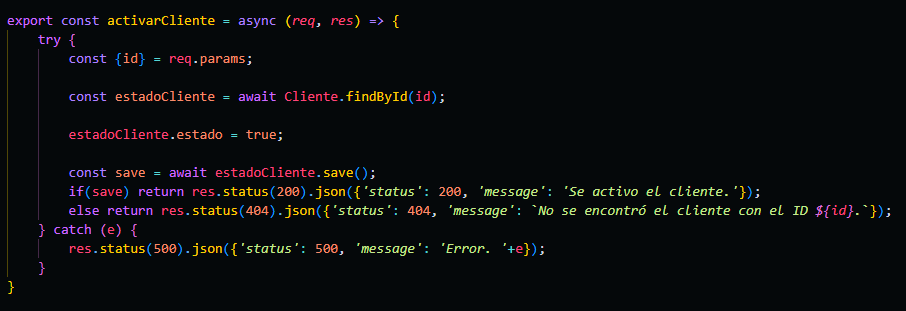 export const activarCliente = async (req, res) => {
    try {
        const {id} = req.params;

        const estadoCliente = await Cliente.findById(id);

        estadoCliente.estado = true;

        const save = await estadoCliente.save();
        if(save) return res.status(200).json({'status': 200, 'message': 'Se activo el cliente.'});
        else return res.status(404).json({'status': 404, 'message': `No se encontró el cliente con el ID ${id}.`});
    } catch (e) {
        res.status(500).json({'status': 500, 'message': 'Error. '+e});
    }
}